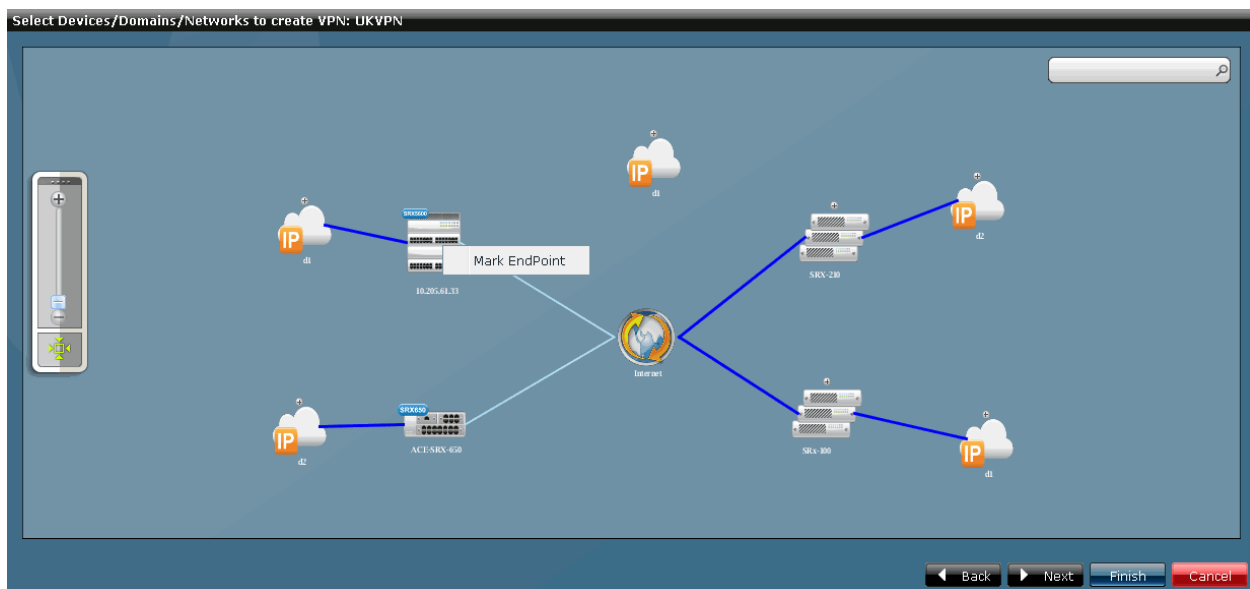 Select Devices/Domains/Networks to create VPN: UKVPN
IP
d1
IP
d1
SRX5600
10.205.61.33
Mark EndPoint
SRX-210
IP
d2
Internet
IP
d2
SRX650
ACE-SRX-650
SRx-100
IP
d1
Back
Next
Finish
Cancel